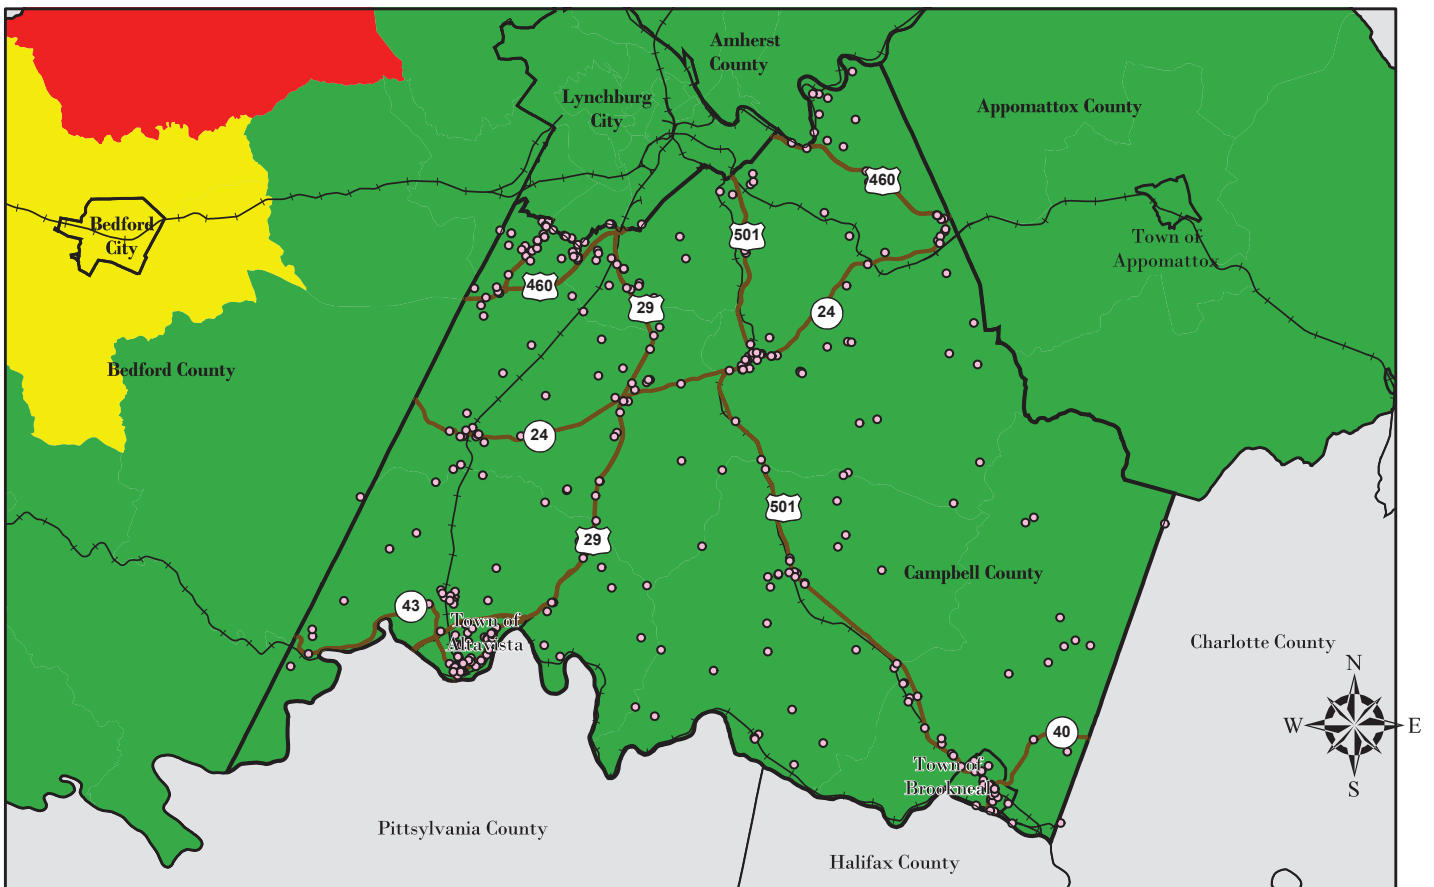 Amherst
County
Lynchburg
City
Appomattox County
460
Bedford
City
501
Town of
Appomattox
460
29
24
Bedford County
24
501
29
Campbell County
43
Town of
Altavista
Charlotte County
N
W
E
S
40
Town of
Brookneal
Pittsylvania County
Halifax County